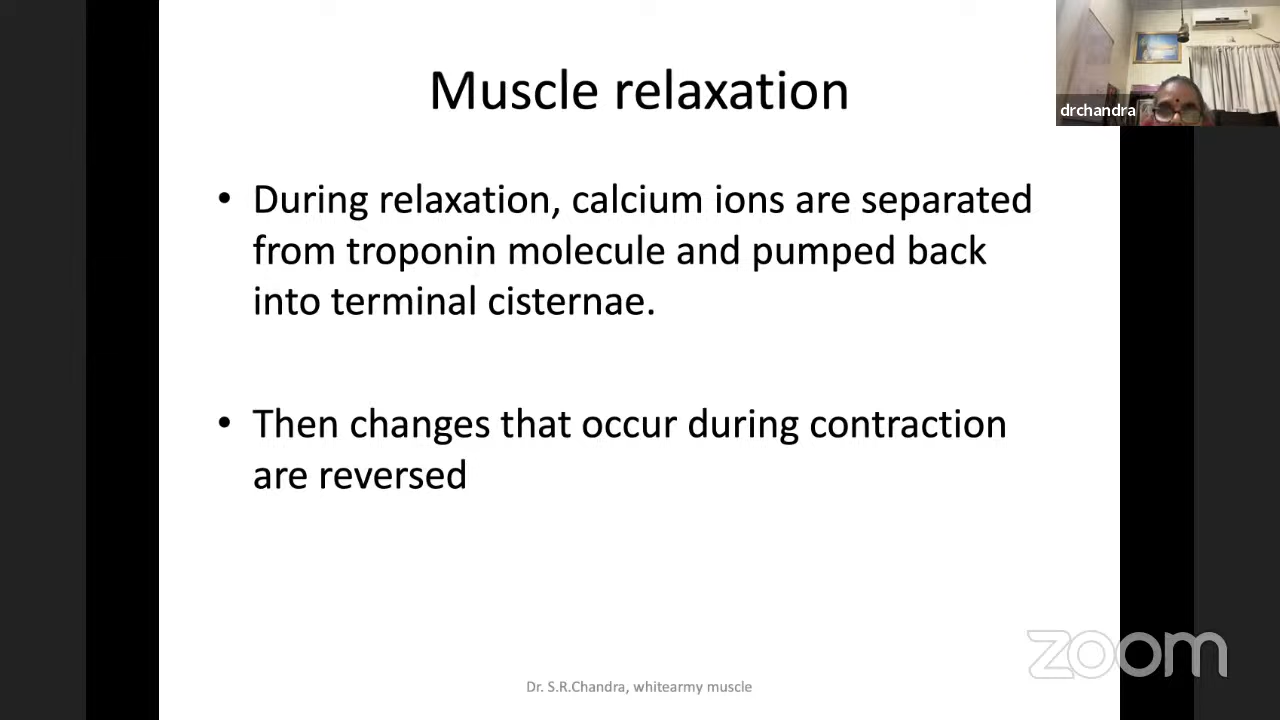 Muscle relaxation
drchandra
• During relaxation, calcium ions are separated
from troponin molecule and pumped back
into terminal cisternae.
• Then changes that occur during contraction
are reversed
zoom
Dr. S.R.Chandra, whitearmy muscle